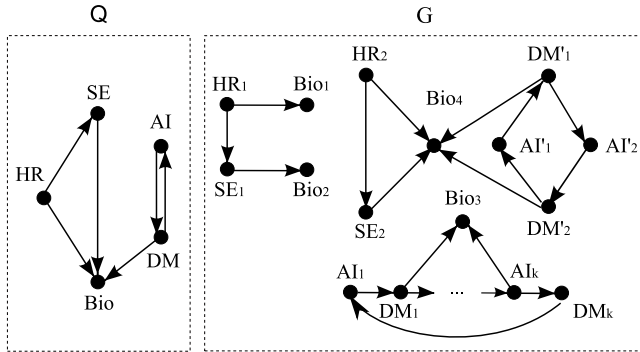 Q
G
SE
AI
HR
DM
Bio
HR1
Bio1
SE1
Bio2
HR2
Bio4
SE2
DM'1
AI'1
AI'2
DM'2
Bio3
AI1
DM1
...
AIk
DMk